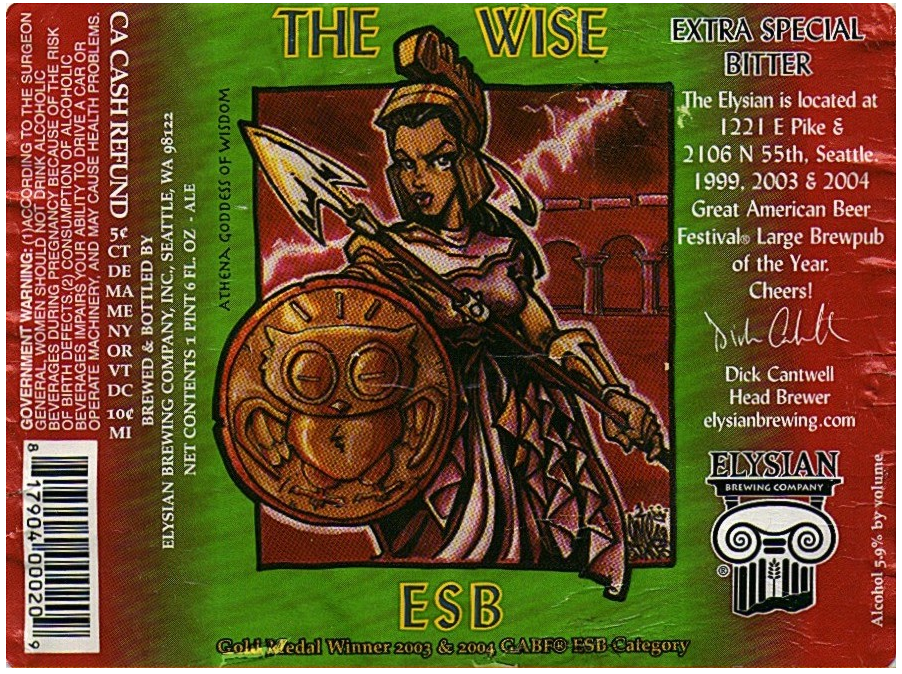 THE WISE
ESB
Gold Medal Winner 2003 & 2004 GABF® ESB Category
ATHENA GODDESS OF WISDOM
GOVERNMENT WARNING: (1) ACCORDING TO THE SURGEON
GENERAL, WOMEN SHOULD NOT DRINK ALCOHOLIC
BEVERAGES DURING PREGNANCY BECAUSE OF THE RISK
OF BIRTH DEFECTS. (2) CONSUMPTION OF ALCOHOLIC
BEVERAGES IMPAIRS YOUR ABILITY TO DRIVE A CAR OR
OPERATE MACHINERY, AND MAY CAUSE HEALTH PROBLEMS.
CA CASH REFUND 5¢
CT
DE
MA
ME
NY
OR
VT
DC 10¢
MI
BREWED & BOTTLED BY
ELYSIAN BREWING COMPANY, INC., SEATTLE, WA 98122
NET CONTENTS 1 PINT 6 FL. OZ - ALE
8 17904 00020 9
EXTRA SPECIAL
BITTER
The Elysian is located at
1221 E Pike &
2106 N 55th, Seattle.
1999, 2003 & 2004
Great American Beer
Festival® Large Brewpub
of the Year.
Cheers!
Dick Cantwell
Head Brewer
elysianbrewing.com
ELYSIAN
BREWING COMPANY
®
Alcohol 5.9% by volume